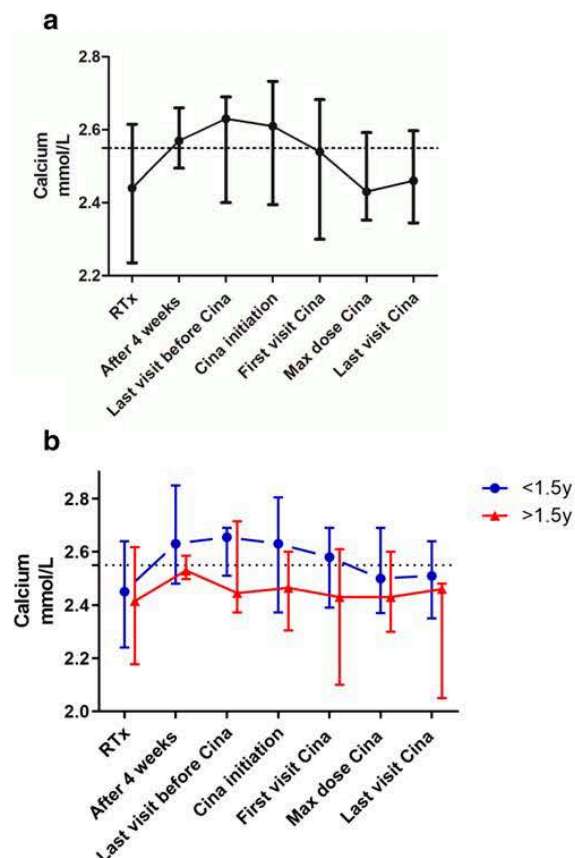 a
Calcium
mmol/L
2.8
2.6
2.4
2.2
RTx
After 4 weeks
Last visit before Cina
Cina initiation
First visit Cina
Max dose Cina
Last visit Cina
b
Calcium
mmol/L
2.8
2.6
2.4
2.2
2.0
RTx
After 4 weeks
Last visit before Cina
Cina initiation
First visit Cina
Max dose Cina
Last visit Cina
<1.5y
>1.5y